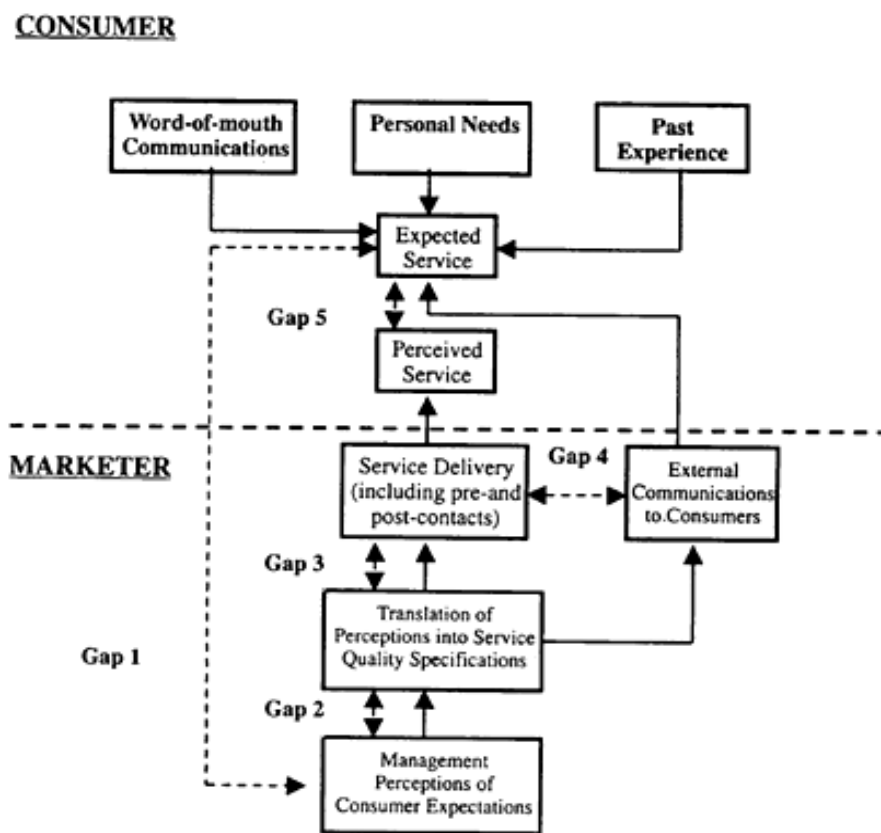 CONSUMER
Word-of-mouth
Communications
Personal Needs
Past
Experience
Expected
Service
Gap 5
Perceived
Service
MARKETER
Service Delivery
(including pre-and
post-contacts)
Gap 4
External
Communications
to.Consumers
Gap 3
Translation of
Perceptions into Service
Quality Specifications
Gap 1
Gap 2
Management
Perceptions of
Consumer Expectations